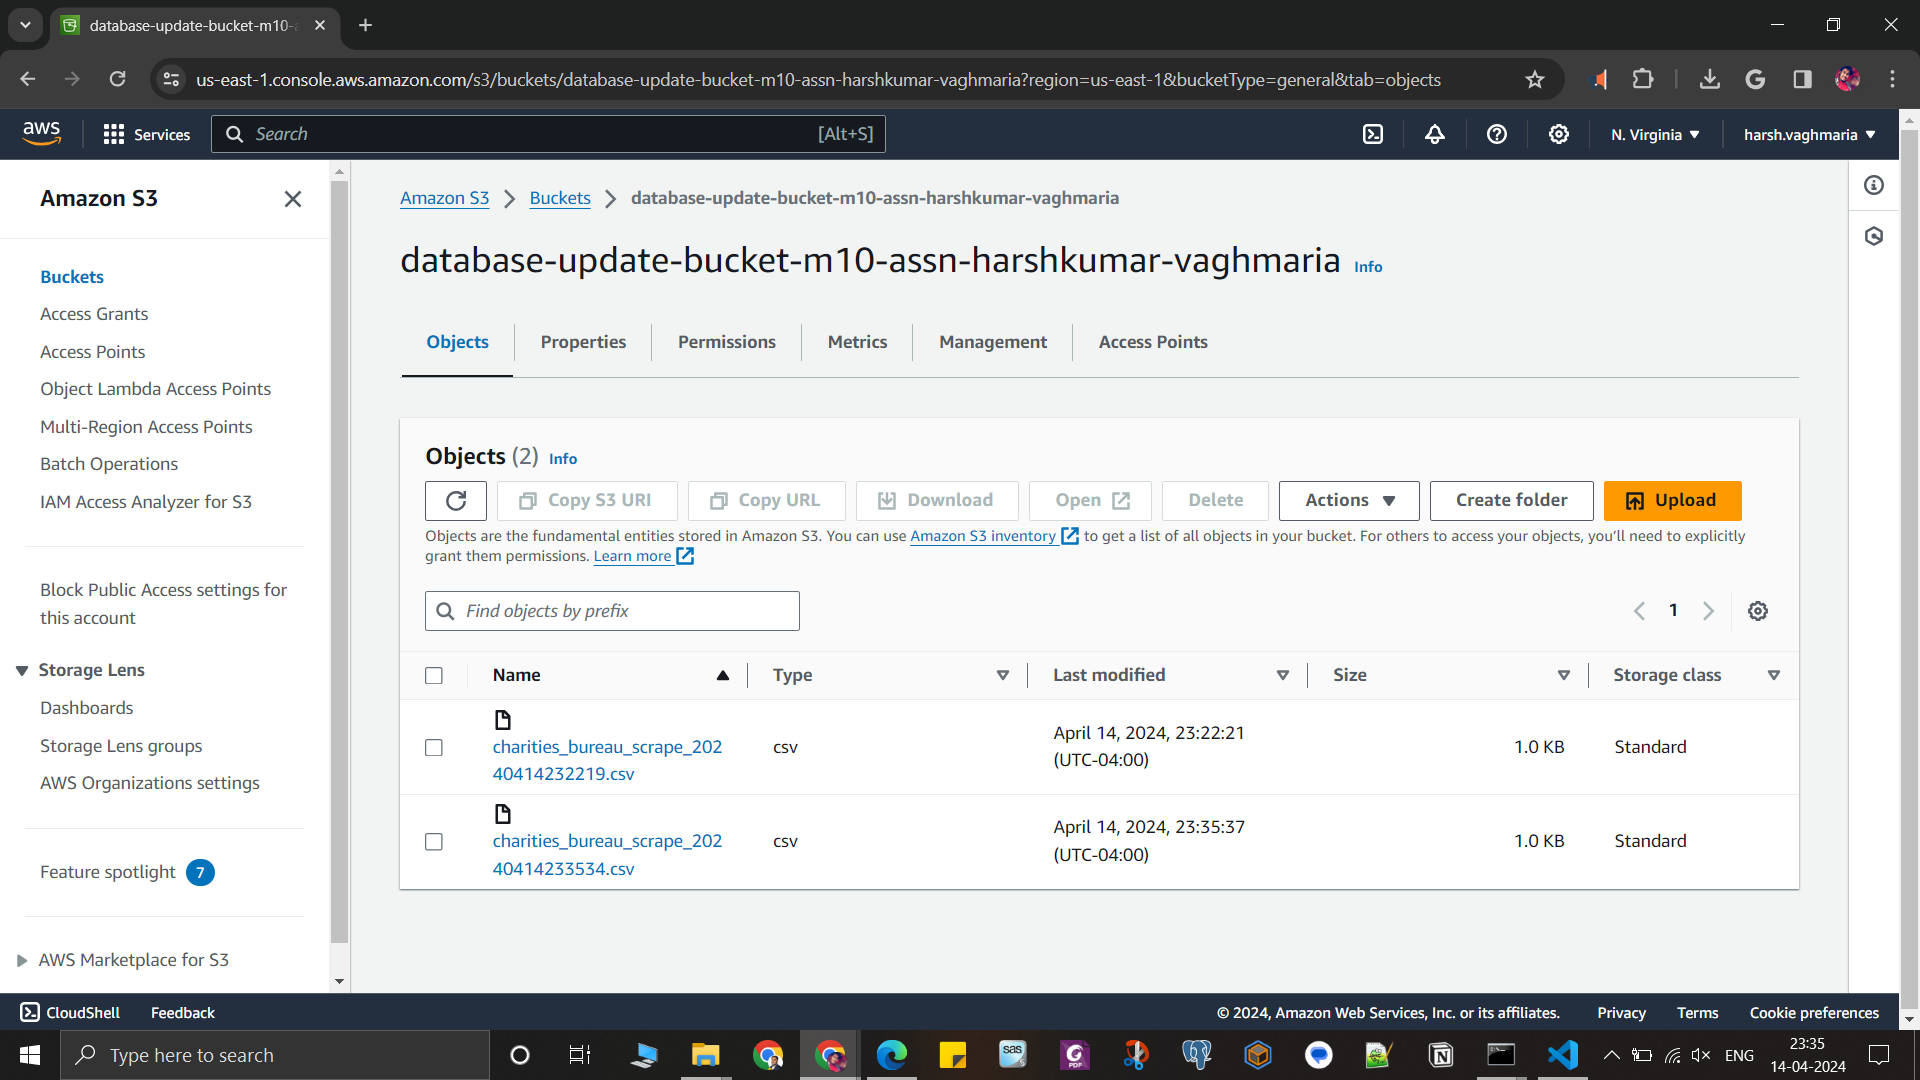 database-update-bucket-m10-a
us-east-1.console.aws.amazon.com/s3/buckets/database-update-bucket-m10-assn-harshkumar-vaghmaria?region=us-east-1&bucketType=general&tab=objects
aws
Services
Search
[Alt+S]
N. Virginia
harsh.vaghmaria
Amazon S3
Buckets
Access Grants
Access Points
Object Lambda Access Points
Multi-Region Access Points
Batch Operations
IAM Access Analyzer for S3
Block Public Access settings for
this account
Storage Lens
Dashboards
Storage Lens groups
AWS Organizations settings
Feature spotlight 7
AWS Marketplace for S3
Amazon S3 > Buckets > database-update-bucket-m10-assn-harshkumar-vaghmaria
database-update-bucket-m10-assn-harshkumar-vaghmaria Info
Objects
Properties
Permissions
Metrics
Management
Access Points
Objects (2) Info
Copy S3 URI
Copy URL
Download
Open
Delete
Actions
Create folder
Upload
Objects are the fundamental entities stored in Amazon S3. You can use Amazon S3 inventory to get a list of all objects in your bucket. For others to access your objects, you'll need to explicitly
grant them permissions. Learn more
Find objects by prefix
1
Name
Type
Last modified
Size
Storage class
charities_bureau_scrape_202
40414232219.csv
csv
April 14, 2024, 23:22:21
(UTC-04:00)
1.0 KB
Standard
charities_bureau_scrape_202
40414233534.csv
csv
April 14, 2024, 23:35:37
(UTC-04:00)
1.0 KB
Standard
CloudShell
Feedback
© 2024, Amazon Web Services, Inc. or its affiliates.
Privacy
Terms
Cookie preferences
Type here to search
sas
PDF
ENG
23:35
14-04-2024